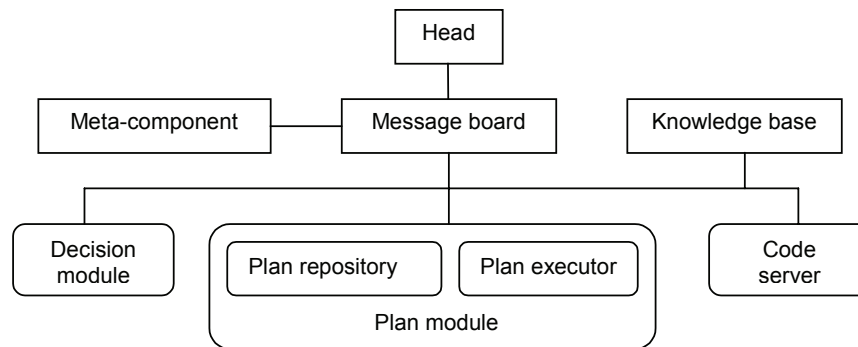 Head
Meta-component
Message board
Knowledge base
Decision
module
Plan repository
Plan executor
Plan module
Code
server